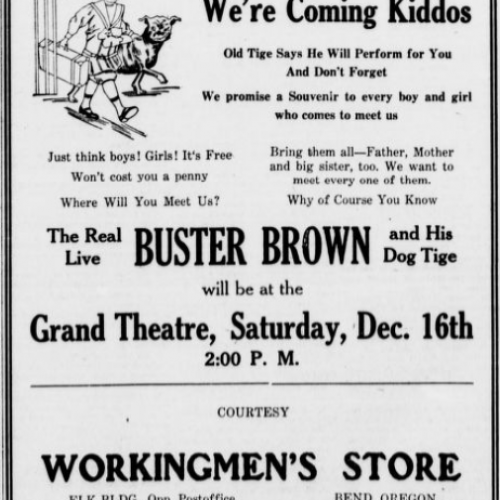 We're Coming Kiddos
Old Tige Says He Will Perform for You
And Don't Forget
We promise a Souvenir to every boy and girl
who comes to meet us
Just think boys! Girls! It's Free
Won't cost you a penny
Where Will You Meet Us?
Bring them all—Father, Mother
and big sister, too. We want to
meet every one of them.
Why of Course You Know
The Real
Live
BUSTER BROWN
and His
Dog Tige
will be at the
Grand Theatre, Saturday, Dec. 16th
2:00 P. M.
COURTESY
WORKINGMEN'S STORE
ELK BLDG. Opp. Postoffice
BEND, OREGON